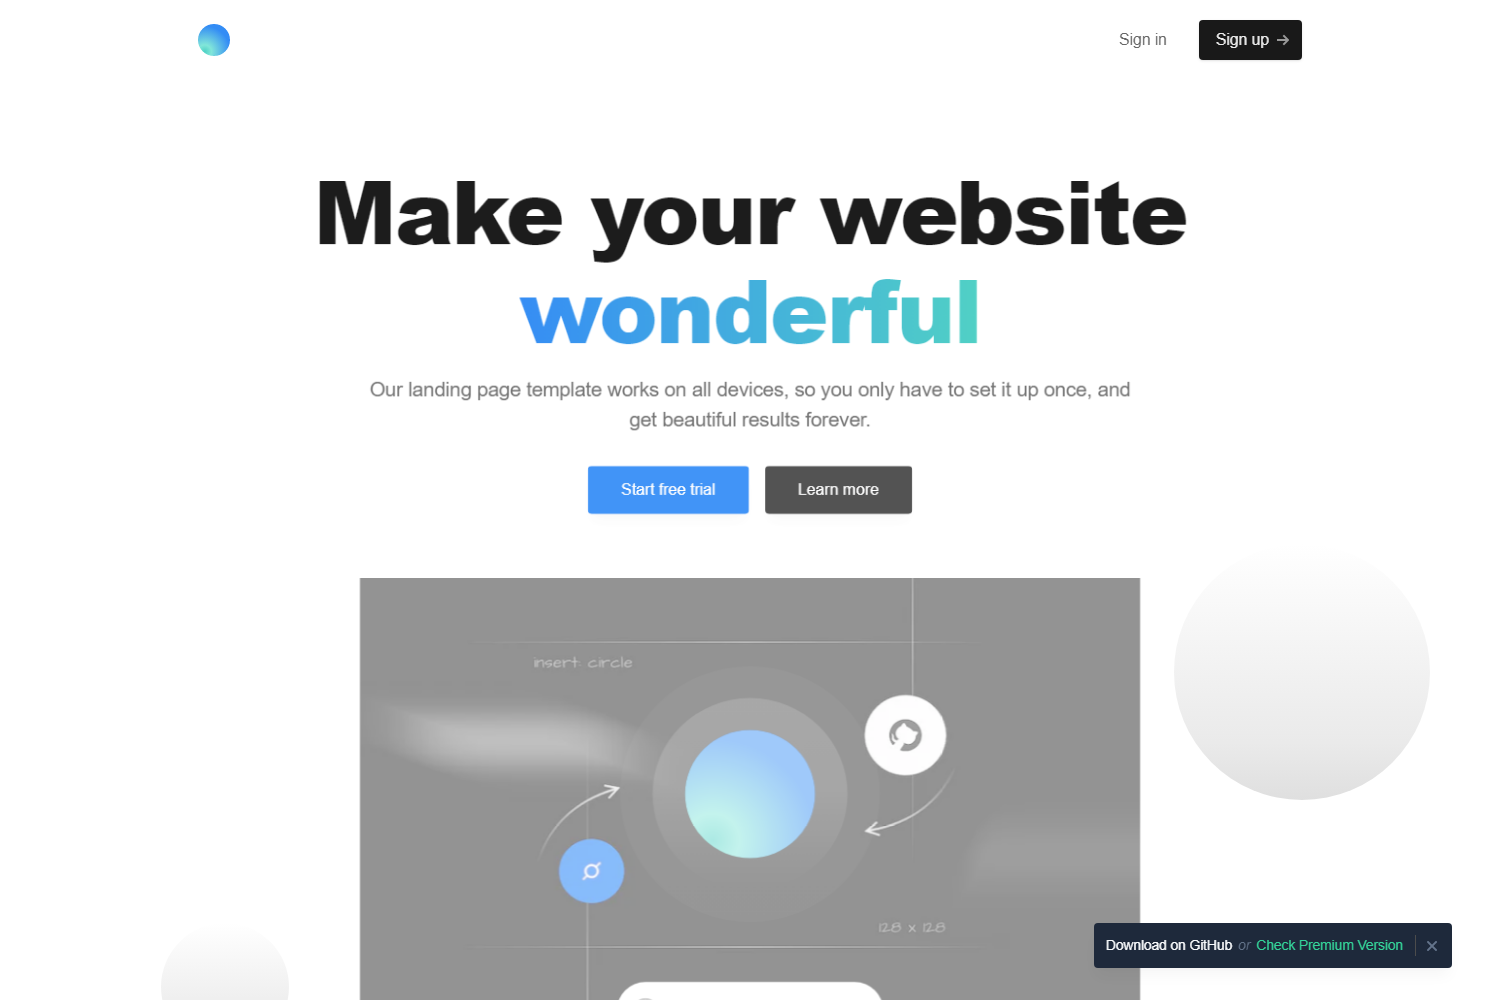 Sign in
Sign up
Make your website
wonderful
Our landing page template works on all devices, so you only have to set it up once, and
get beautiful results forever.
Start free trial
Learn more
insert circle
128 x 128
Download on GitHub or Check Premium Version